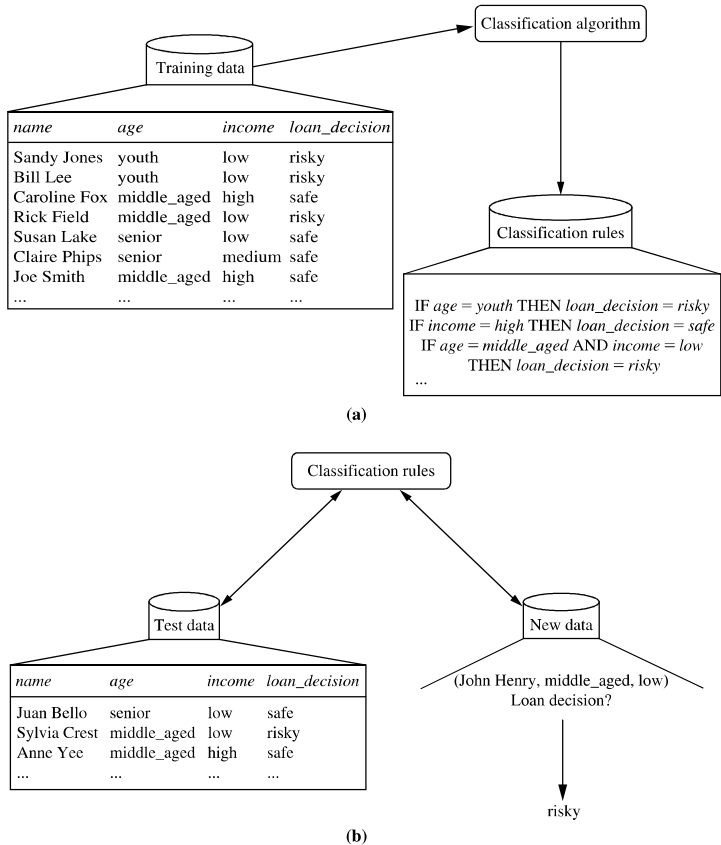 Classification algorithm
Training data
name age income loan_decision
Sandy Jones youth low risky
Bill Lee youth low risky
Caroline Fox middle_aged high safe
Rick Field middle_aged low risky
Susan Lake senior low safe
Claire Phips senior medium safe
Joe Smith middle_aged high safe
... ... ... ...
Classification rules
IF age = youth THEN loan_decision = risky
IF income = high THEN loan_decision = safe
IF age = middle_aged AND income = low
THEN loan_decision = risky
...
(a)
Classification rules
Test data
name age income loan_decision
Juan Bello senior low safe
Sylvia Crest middle_aged low risky
Anne Yee middle_aged high safe
... ... ... ...
New data
(John Henry, middle_aged, low)
Loan decision?
risky
(b)